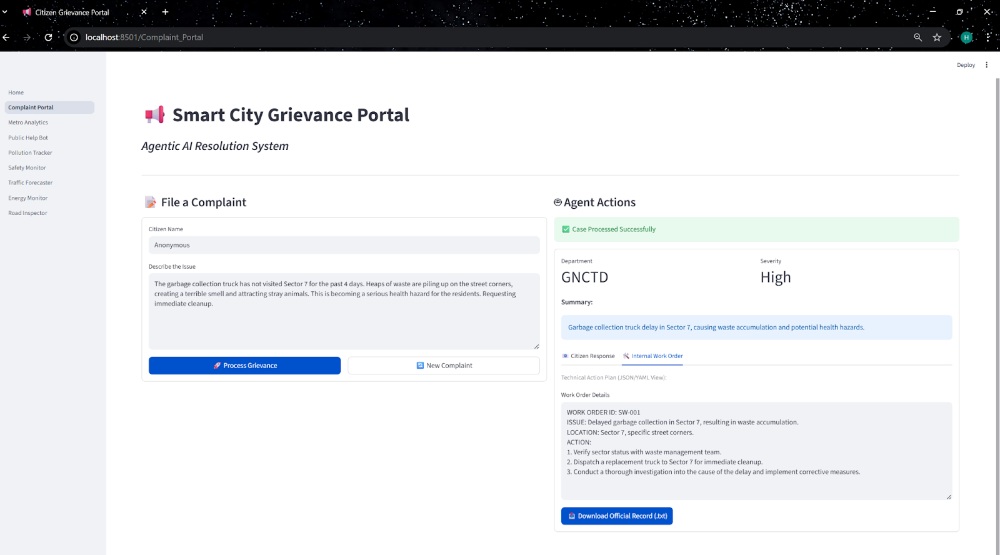 Citizen Grievance Portal
localhost:8501/Complaint_Portal
H
Deploy
Home
Complaint Portal
Metro Analytics
Public Help Bot
Pollution Tracker
Safety Monitor
Traffic Forecaster
Energy Monitor
Road Inspector
Smart City Grievance Portal
Agentic AI Resolution System
File a Complaint
Citizen Name
Anonymous
Describe the Issue
The garbage collection truck has not visited Sector 7 for the past 4 days. Heaps of waste are piling up on the street corners,
creating a terrible smell and attracting stray animals. This is becoming a serious health hazard for the residents. Requesting
immediate cleanup.
Process Grievance
New Complaint
Agent Actions
Case Processed Successfully
Department
GNCTD
Severity
High
Summary:
Garbage collection truck delay in Sector 7, causing waste accumulation and potential health hazards.
Citizen Response
Internal Work Order
Technical Action Plan (JSON/YAML View):
Work Order Details
WORK ORDER ID: SW-001
ISSUE: Delayed garbage collection in Sector 7, resulting in waste accumulation.
LOCATION: Sector 7, specific street corners.
ACTION:
1. Verify sector status with waste management team.
2. Dispatch a replacement truck to Sector 7 for immediate cleanup.
3. Conduct a thorough investigation into the cause of the delay and implement corrective measures.
Download Official Record (.txt)